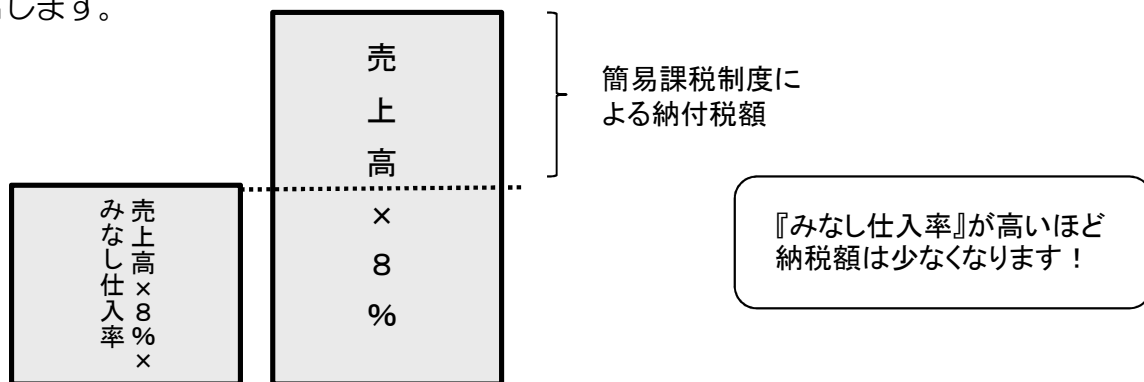 します。
売上高×8%
簡易課税制度に
よる納付税額
売上高×8%×
みなし仕入率
『みなし仕入率』が高いほど
納税額は少なくなります！